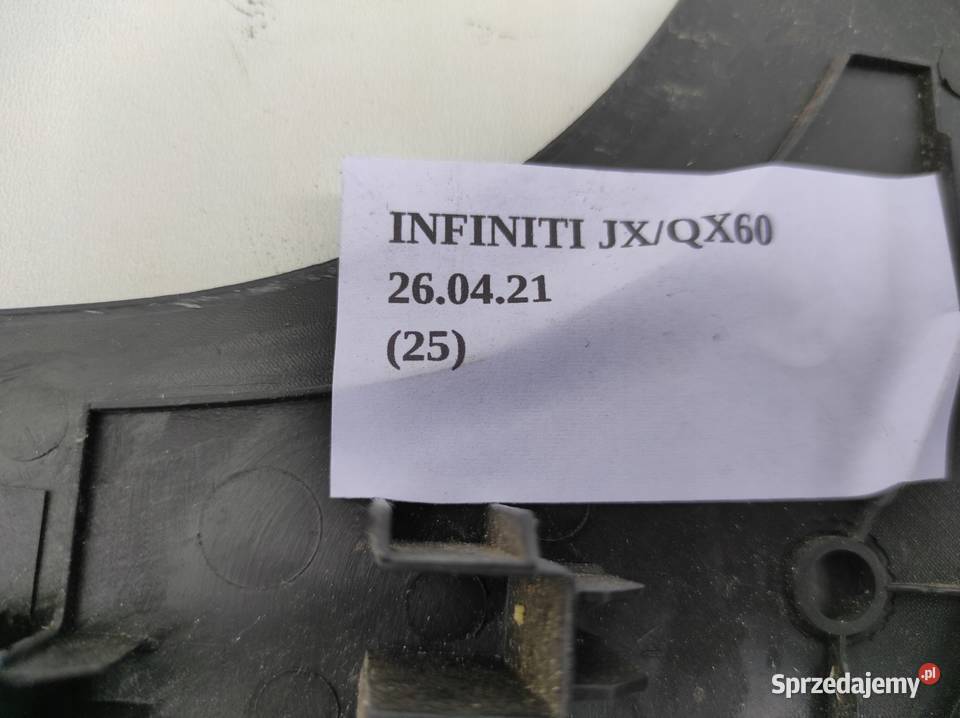 INFINITI JX/QX60
26.04.21
(25)
Sprzedajemy.pl